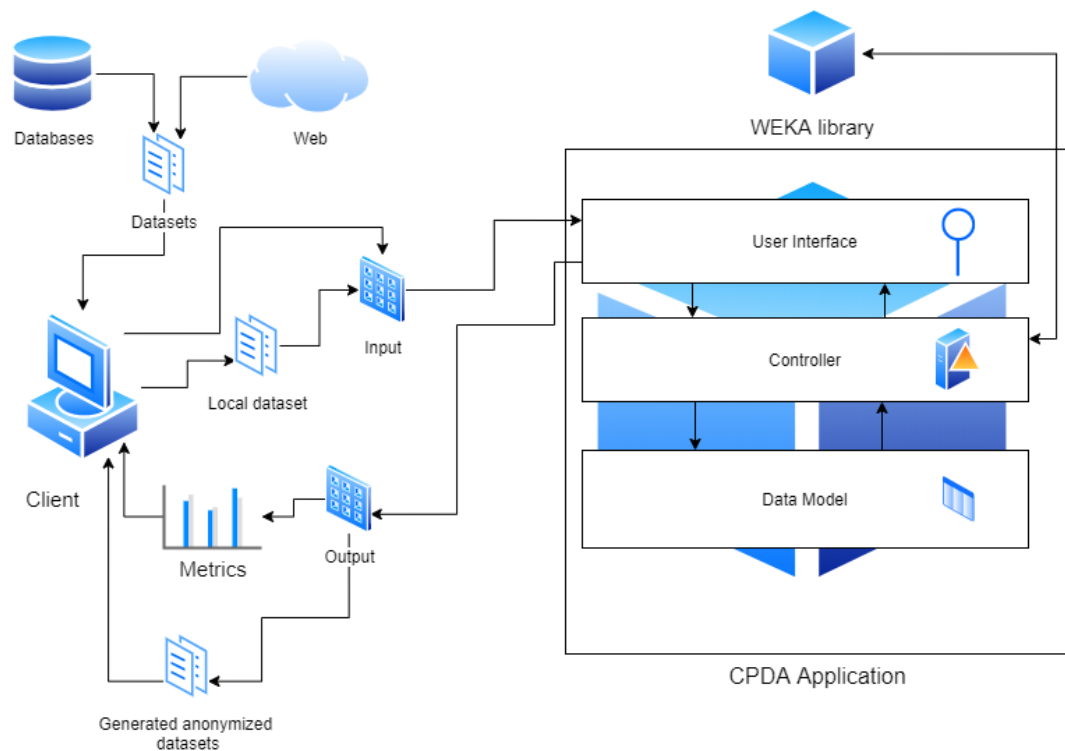 Databases
Web
WEKA library
Datasets
User Interface
Input
Controller
Local dataset
Client
Data Model
Output
Metrics
CPDA Application
Generated anonymized
datasets